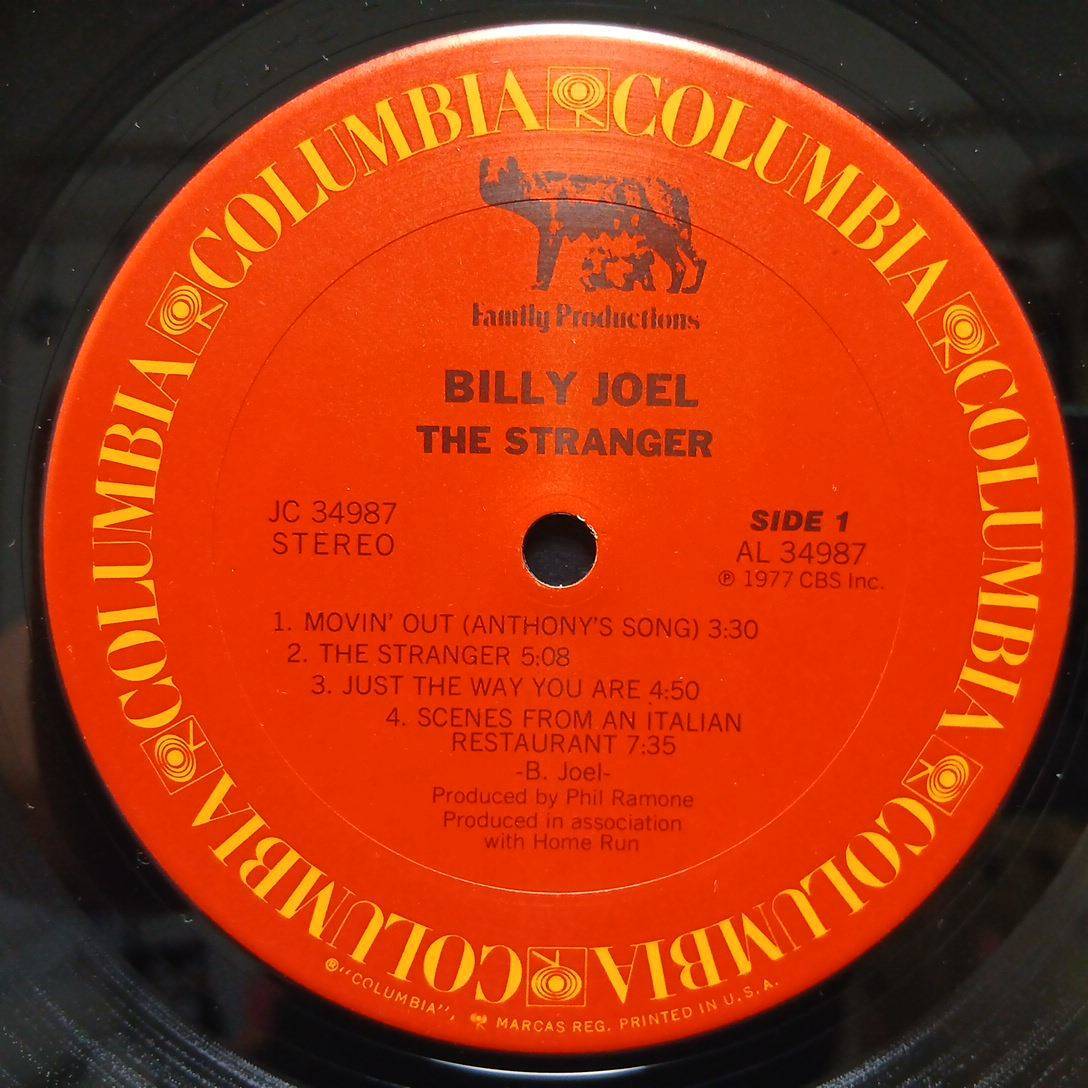 COLUMBIA COLUMBIA COLUMBIA COLUMBIA COLUMBIA COLUMBIA
Family Productions
BILLY JOEL
THE STRANGER
JC 34987
STEREO
SIDE 1
AL 34987
℗ 1977 CBS Inc.
1. MOVIN' OUT (ANTHONY'S SONG) 3:30
2. THE STRANGER 5:08
3. JUST THE WAY YOU ARE 4:50
4. SCENES FROM AN ITALIAN
RESTAURANT 7:35
-B. Joel-
Produced by Phil Ramone
Produced in association
with Home Run
®"COLUMBIA", MARCAS REG. PRINTED IN U.S.A.